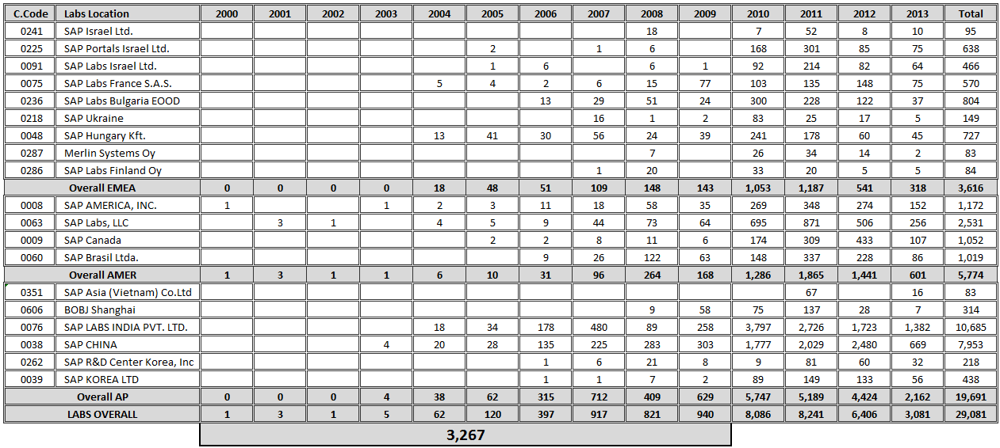 C.Code Labs Location 2000 2001 2002 2003 2004 2005 2006 2007 2008 2009 2010 2011 2012 2013 Total
0241 SAP Israel Ltd. 18 7 52 8 10 95
0225 SAP Portals Israel Ltd. 2 1 6 168 301 85 75 638
0091 SAP Labs Israel Ltd. 1 6 6 1 92 214 82 64 466
0075 SAP Labs France S.A.S. 5 4 2 6 15 77 103 135 148 75 570
0236 SAP Labs Bulgaria EOOD 13 29 51 24 300 228 122 37 804
0218 SAP Ukraine 16 1 2 83 25 17 5 149
0048 SAP Hungary Kft. 13 41 30 56 24 39 241 178 60 45 727
0287 Merlin Systems Oy 7 26 34 14 2 83
0286 SAP Labs Finland Oy 1 20 33 20 5 5 84
Overall EMEA 0 0 0 0 18 48 51 109 148 143 1,053 1,187 541 318 3,616
0008 SAP AMERICA, INC. 1 1 2 3 11 18 58 35 269 348 274 152 1,172
0063 SAP Labs, LLC 3 1 4 5 9 44 73 64 695 871 506 256 2,531
0009 SAP Canada 2 2 8 11 6 174 309 433 107 1,052
0060 SAP Brasil Ltda. 9 26 122 63 148 337 228 86 1,019
Overall AMER 1 3 1 1 6 10 31 96 264 168 1,286 1,865 1,441 601 5,774
0351 SAP Asia (Vietnam) Co.Ltd 67 16 83
0606 BOBJ Shanghai 9 58 75 137 28 7 314
0076 SAP LABS INDIA PVT. LTD. 18 34 178 480 89 258 3,797 2,726 1,723 1,382 10,685
0038 SAP CHINA 4 20 28 135 225 283 303 1,777 2,029 2,480 669 7,953
0262 SAP R&D Center Korea, Inc 1 6 21 8 9 81 60 32 218
0039 SAP KOREA LTD 1 1 7 2 89 149 133 56 438
Overall AP 0 0 0 4 38 62 315 712 409 629 5,747 5,189 4,424 2,162 19,691
LABS OVERALL 1 3 1 5 62 120 397 917 821 940 8,086 8,241 6,406 3,081 29,081
3,267